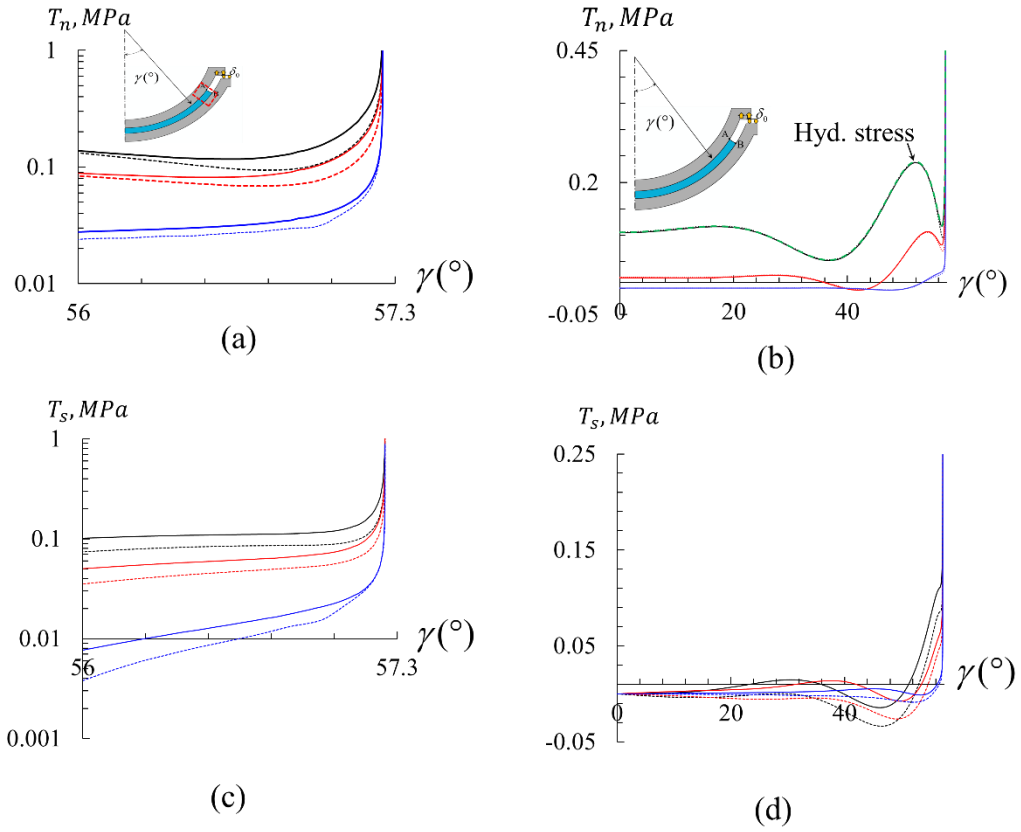 T_n, MPa
1
0.1
0.01
56
57.3
γ(°)
γ(°)
A
B
δ_0
(a)
T_n, MPa
0.45
0.2
-0.05
0
20
40
γ(°)
γ(°)
A
B
δ_0
Hyd. stress
(b)
T_s, MPa
1
0.1
0.01
0.001
56
57.3
γ(°)
(c)
T_s, MPa
0.25
0.15
0.05
-0.05
0
20
40
γ(°)
(d)